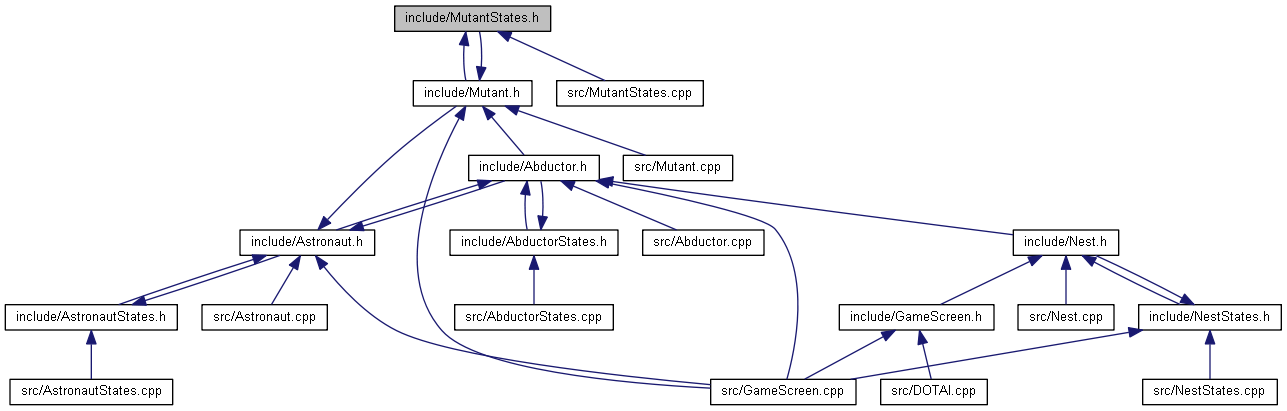 include/MutantStates.h
include/Mutant.h
src/MutantStates.cpp
include/Abductor.h
src/Mutant.cpp
include/Astronaut.h
include/AbductorStates.h
src/Abductor.cpp
include/Nest.h
include/AstronautStates.h
src/Astronaut.cpp
src/AbductorStates.cpp
include/GameScreen.h
src/Nest.cpp
include/NestStates.h
src/AstronautStates.cpp
src/GameScreen.cpp
src/DOTAI.cpp
src/NestStates.cpp